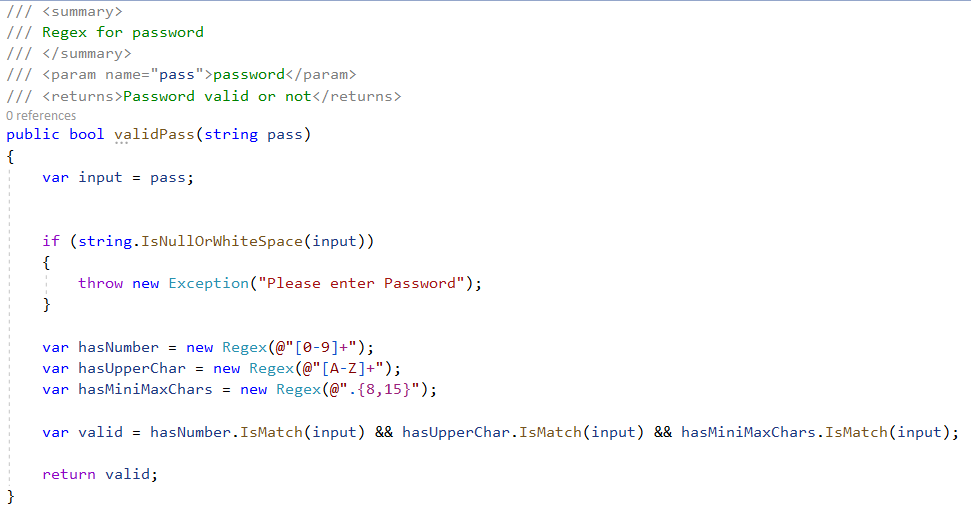 /// <summary>
/// Regex for password
/// </summary>
/// <param name="pass">password</param>
/// <returns>Password valid or not</returns>
0 references
public bool validPass(string pass)
{
    var input = pass;
    if (string.IsNullOrWhiteSpace(input))
    {
        throw new Exception("Please enter Password");
    }
    var hasNumber = new Regex(@"[0-9]+");
    var hasUpperChar = new Regex(@"[A-Z]+");
    var hasMiniMaxChars = new Regex(@".{8,15}");
    var valid = hasNumber.IsMatch(input) && hasUpperChar.IsMatch(input) && hasMiniMaxChars.IsMatch(input);
    return valid;
}